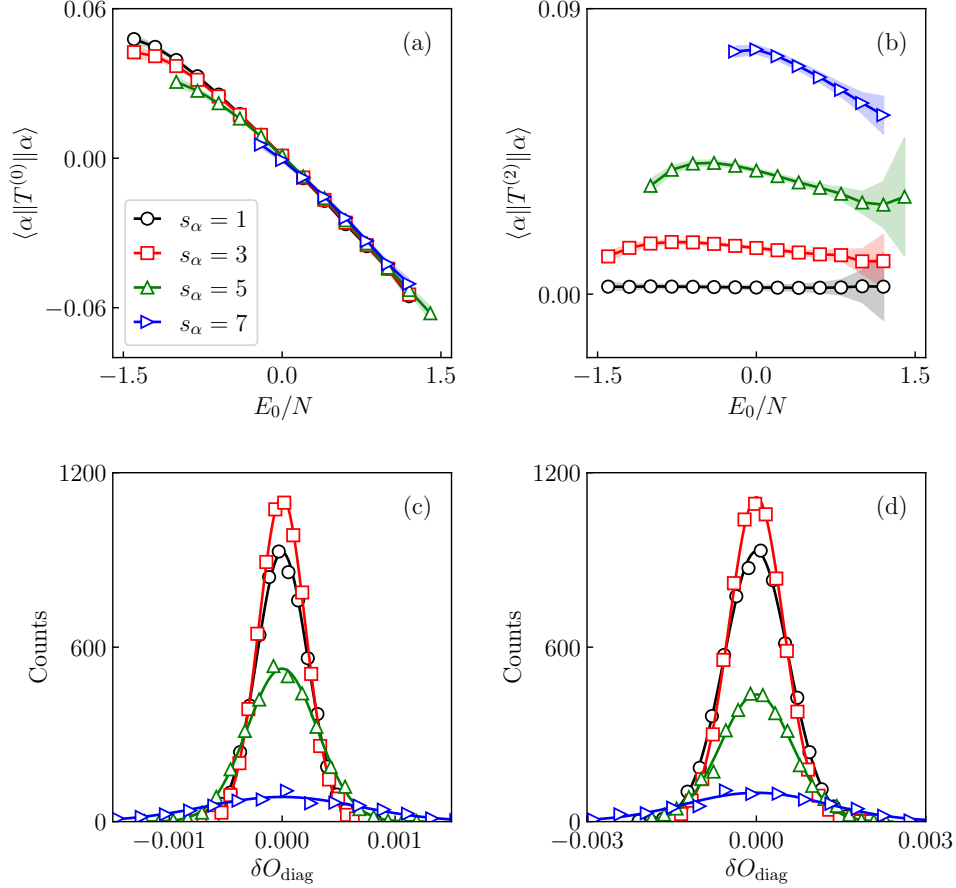 0.06
0.00
−0.06
⟨α||T^{(0)}||α⟩
(a)
s_α = 1
s_α = 3
s_α = 5
s_α = 7
−1.5
0.0
1.5
E_0/N
0.09
0.00
⟨α||T^{(2)}||α⟩
(b)
−1.5
0.0
1.5
E_0/N
1200
600
0
Counts
(c)
−0.001
0.000
0.001
δO_diag
1200
600
0
Counts
(d)
−0.003
0.000
0.003
δO_diag